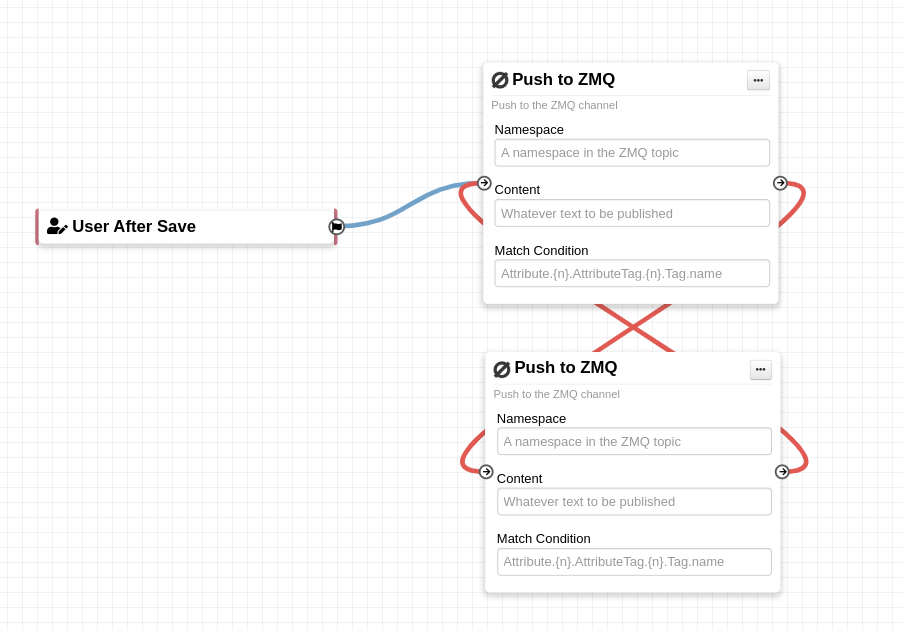 Push to ZMQ
Push to the ZMQ channel
Namespace
A namespace in the ZMQ topic
Content
Whatever text to be published
Match Condition
Attribute.{n}.AttributeTag.{n}.Tag.name
User After Save
Push to ZMQ
Push to the ZMQ channel
Namespace
A namespace in the ZMQ topic
Content
Whatever text to be published
Match Condition
Attribute.{n}.AttributeTag.{n}.Tag.name